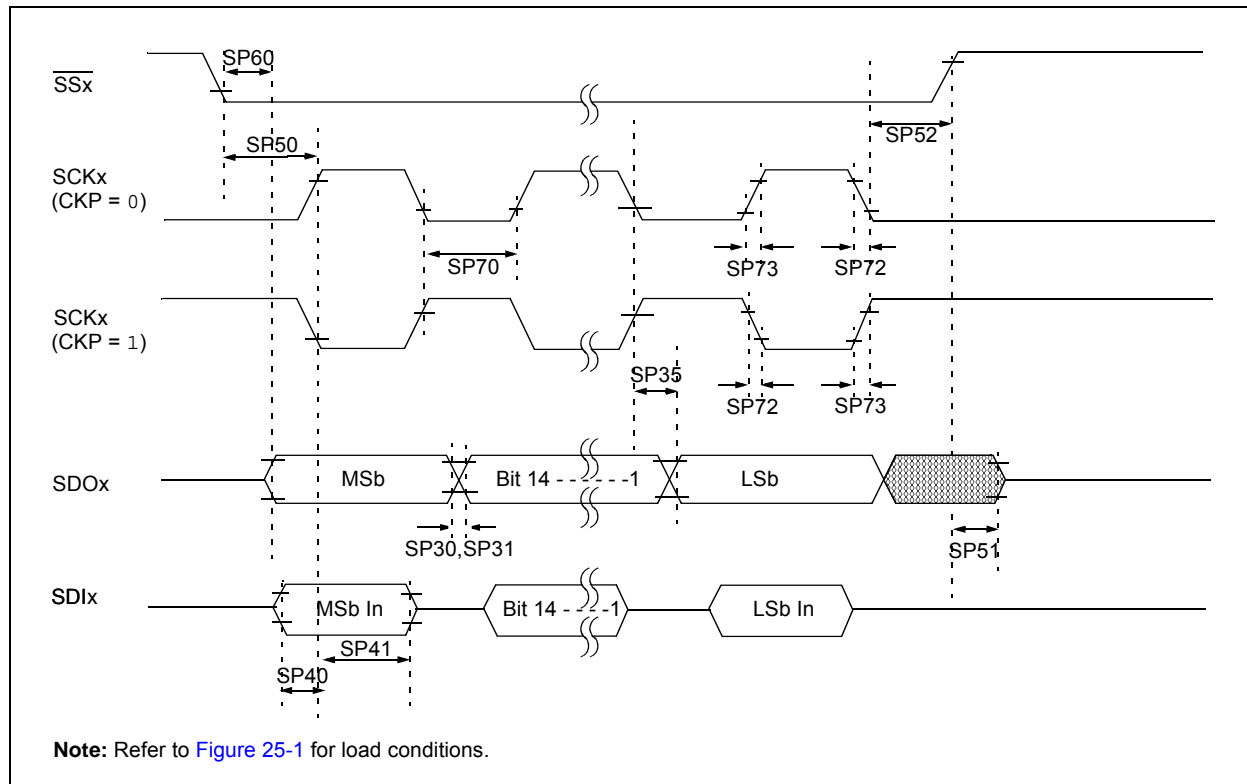 SP60
SSx
SP50
SP52
SCKx
(CKP = 0)
SP70
SP73
SP72
SCKx
(CKP = 1)
SP35
SP72
SP73
SDOx
MSb
Bit 14 - - - - - -1
LSb
SP30,SP31
SP51
SDIx
MSb In
Bit 14 - - - -1
LSb In
SP41
SP40
Note: Refer to Figure 25-1 for load conditions.